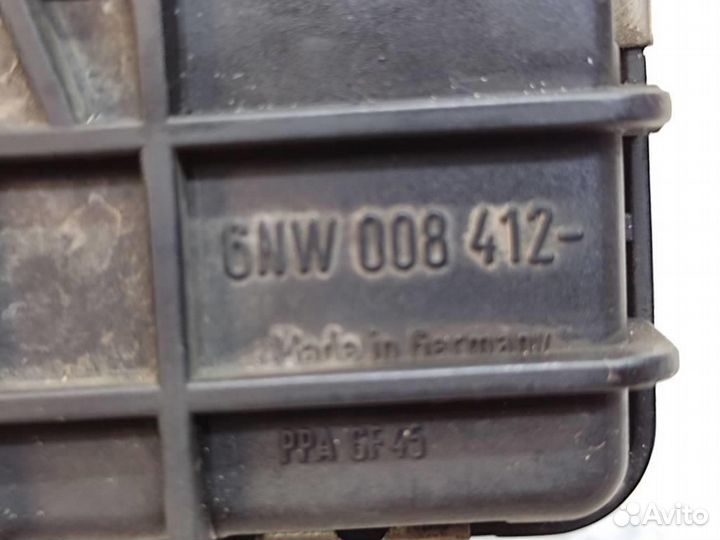 6NW 008 412-
Made in Germany
PPA GF 45
Avito